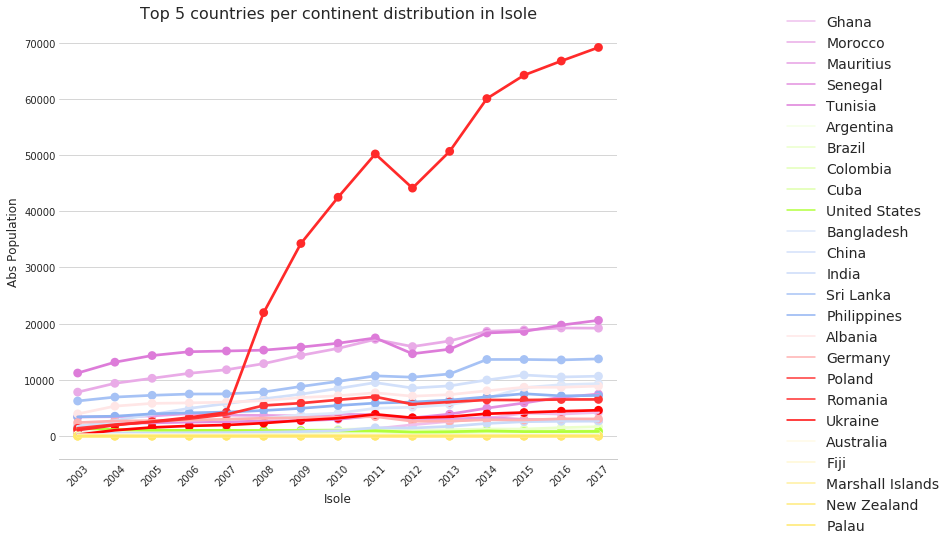 Top 5 countries per continent distribution in Isole
Abs Population
70000
60000
50000
40000
30000
20000
10000
0
2003
2004
2005
2006
2007
2008
2009
2010
2011
2012
2013
2014
2015
2016
2017
Isole
Ghana
Morocco
Mauritius
Senegal
Tunisia
Argentina
Brazil
Colombia
Cuba
United States
Bangladesh
China
India
Sri Lanka
Philippines
Albania
Germany
Poland
Romania
Ukraine
Australia
Fiji
Marshall Islands
New Zealand
Palau